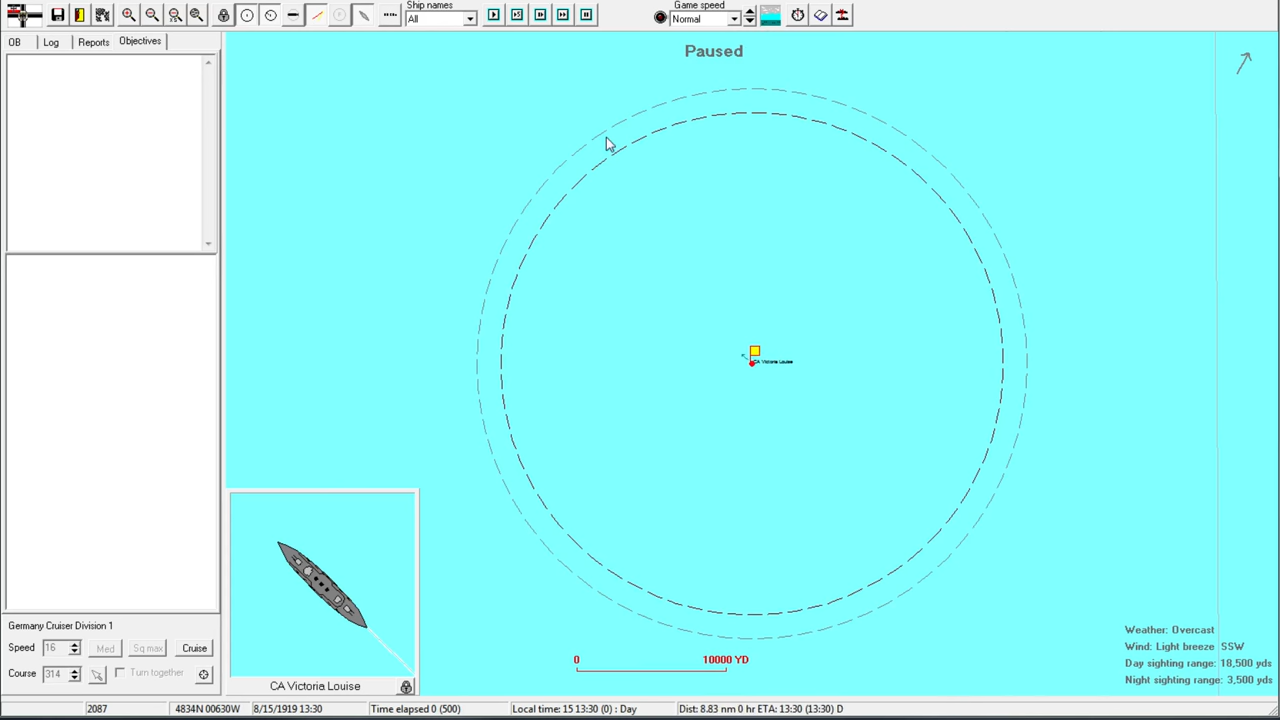 Ship names
All
Game speed
Normal
OB
Log
Reports
Objectives
Paused
CA Victoria Louise
Germany Cruiser Division 1
Speed 16 Med Sq max Cruise
Course 314 Turn together
CA Victoria Louise
0 10000 YD
Weather: Overcast
Wind: Light breeze SSW
Day sighting range: 18,500 yds
Night sighting range: 3,500 yds
2087
4834N 00630W
8/15/1919 13:30
Time elapsed 0 (500)
Local time: 15 13:30 (0) : Day
Dist: 8.83 nm 0 hr ETA: 13:30 (13:30) D